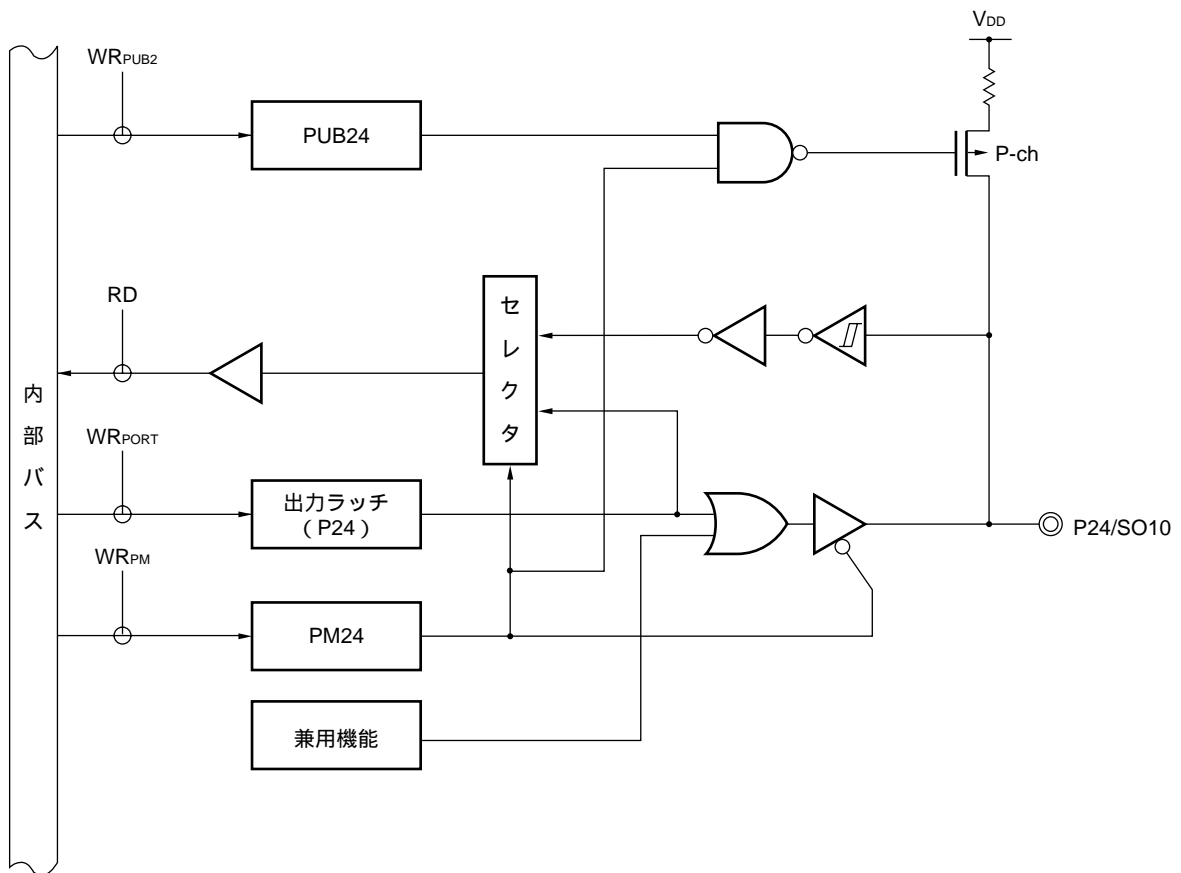 VDD
WRPUB2
PUB24
P-ch
RD
セレクタ
内部バス
WRPORT
出力ラッチ
（P24）
P24/SO10
WRPM
PM24
兼用機能